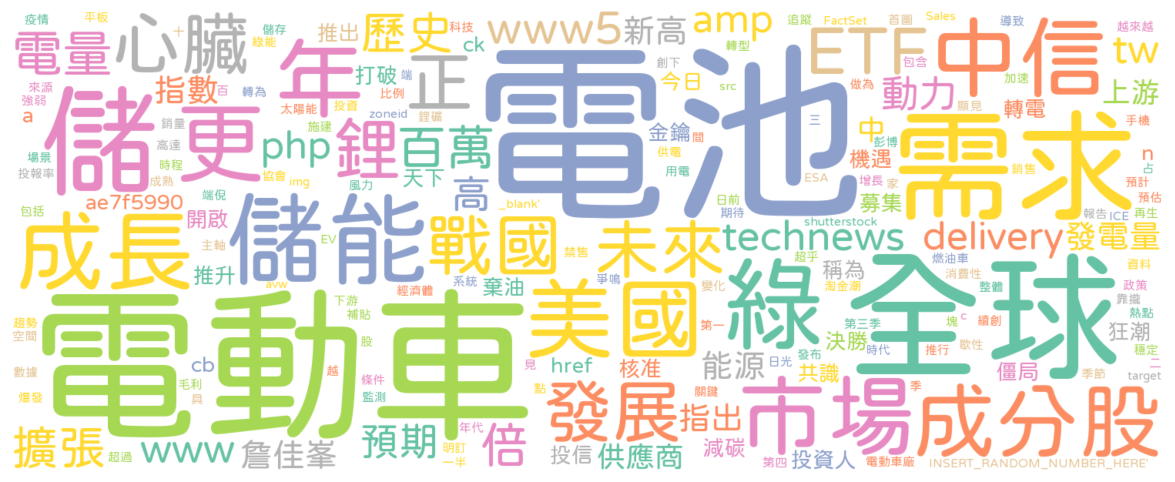 疫情 平板 心臟 十 儲存 綠能 推出 歷史 科技 www5 新高 amp 追蹤 FactSet 首圖 Sales 導致 越來越
電量 年 ck 正 轉型 ETF 中信 tw
來源 強弱 指數 百 轉為 太陽能 投資 打破 端 比例 鋰礦 電池 創下 今日 src 包含 做為 加速 動力 顯見 轉電 手機 上游
a 儲更 銷量 高達 施建 zoneid 鋰 百萬 金鑰 間 三 中 彭博 需求 n
場景 投報率 時程 成熟 php 協會 img 風力 天下 供電 用電 機遇 銷售 占 預計
ae7f5990 端倪 _blank' 高 日前 期待 ESA 增長 家 募集 預估
包括 開啟 儲能 戰國 未來 shutterstock technews delivery 報告 ICE 再生 發電量
成長 主軸 EV 禁售 超乎 燃油車 資料
推升 avw 經濟體 系統 棄油 爭鳴 變化 稱為 淘金潮 消費性 整體 政策 靠攏
趨勢 空間 電動車 下游 補貼 股 美國 第一 綠 第三季 全球 塊 c 續創 熱點 狂潮
數據 cb 越 見 href 核准 能源 決勝 日光 發布 時代 推行 歇性 穩定
爆發 毛利 具 條件 監測 點 發展 關鍵 共識 季 僵局 季節 二 target
擴張 超過 www 詹佳峯 預期 年代 明訂 一半 倍 投信 供應商 指出 減碳 市場 第四 投資人 電動車廠 成分股 INSERT_RANDOM_NUMBER_HERE'